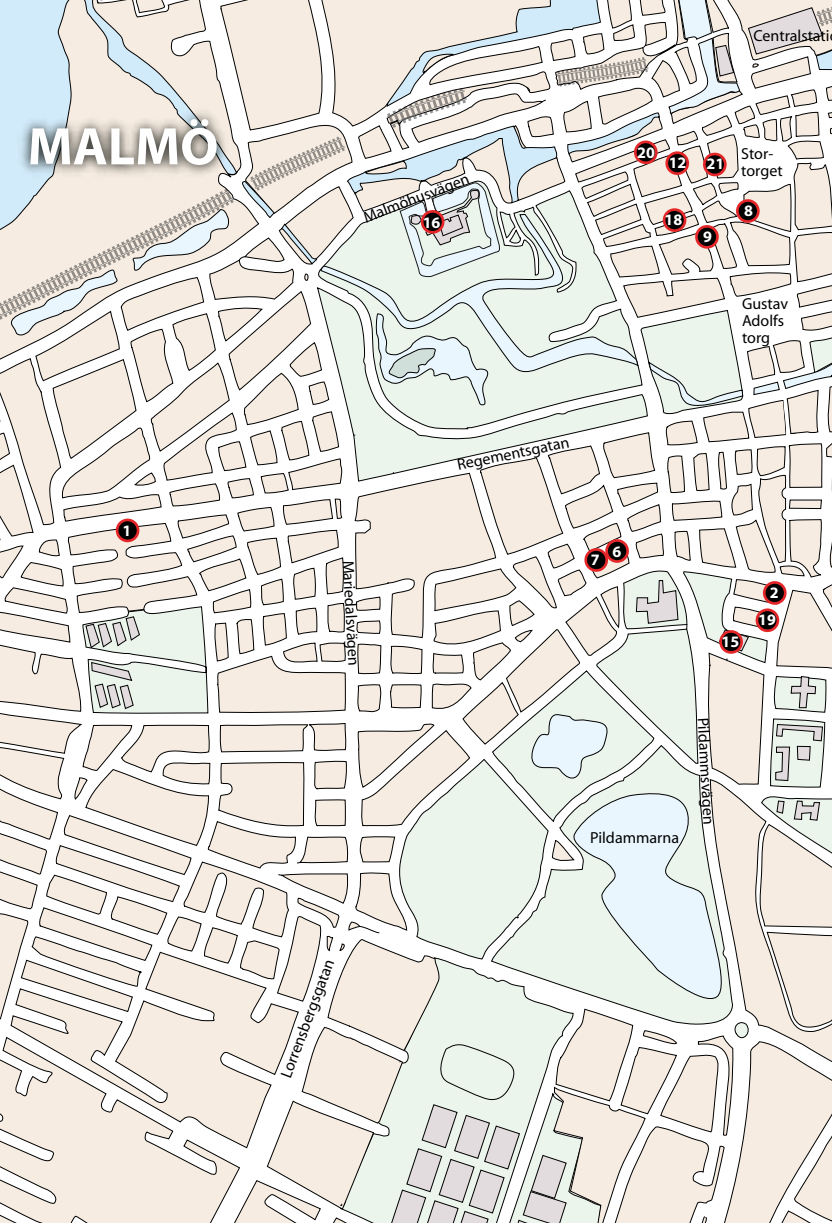 Centralstatio
MALMÖ
20
12
21
Stor-
torget
Malmöhusvägen
16
18
8
9
Gustav
Adolfs
torg
Regementsgatan
1
7
6
Mariedalsvägen
2
19
15
Pildammsvägen
Pildammarna
Lorrensbergsgatan